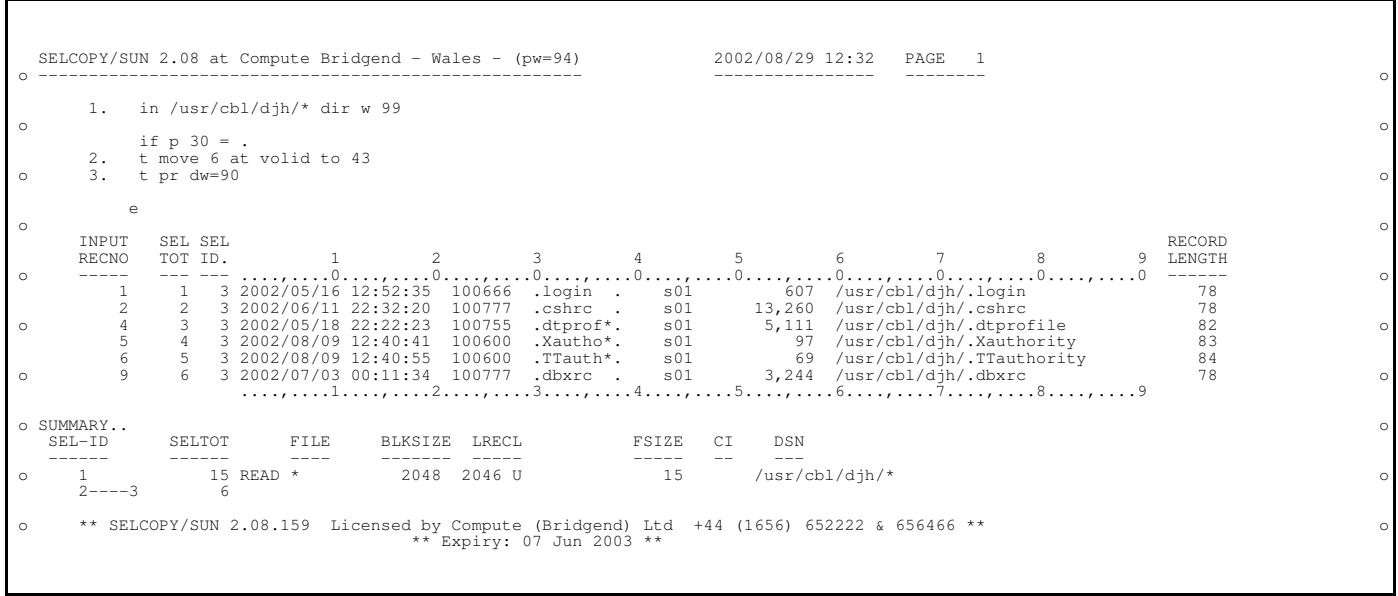 SELCOPY/SUN 2.08 at Compute Bridgend - Wales - (pw=94)                2002/08/29 12:32   PAGE   1
o ------------------------------------------------------             ----------------   --------   o
1.   in /usr/cbl/djh/* dir w 99
o   o
if p 30 = .
2.   t move 6 at volid to 43
o   3.   t pr dw=90   o
e
o   o
INPUT   SEL SEL   RECORD
RECNO   TOT ID.          1         2         3         4         5         6         7         8         9  LENGTH
o   -----   --- --- ....,....0....,....0....,....0....,....0....,....0....,....0....,....0....,....0....,....0  ------   o
1    1   3 2002/05/16 12:52:35  100666  .login  .    s01           607  /usr/cbl/djh/.login   78
2    2   3 2002/06/11 22:32:20  100777  .cshrc  .    s01        13,260  /usr/cbl/djh/.cshrc   78
o   4    3   3 2002/05/18 22:22:23  100755  .dtprof*.    s01         5,111  /usr/cbl/djh/.dtprofile   82   o
5    4   3 2002/08/09 12:40:41  100600  .Xautho*.    s01            97  /usr/cbl/djh/.Xauthority   83
6    5   3 2002/08/09 12:40:55  100600  .TTauth*.    s01            69  /usr/cbl/djh/.TTauthority   84
o   9    6   3 2002/07/03 00:11:34  100777  .dbxrc  .    s01         3,244  /usr/cbl/djh/.dbxrc   78   o
....,....1....,....2....,....3....,....4....,....5....,....6....,....7....,....8....,....9
o SUMMARY..   o
SEL-ID      SELTOT      FILE     BLKSIZE  LRECL           FSIZE   CI    DSN
------      ------      ----     -------  -----           -----   --    ---
o   1             15 READ *          2048  2046 U              15       /usr/cbl/djh/*   o
2----3        6
o   ** SELCOPY/SUN 2.08.159  Licensed by Compute (Bridgend) Ltd  +44 (1656) 652222 & 656466 **   o
** Expiry: 07 Jun 2003 **